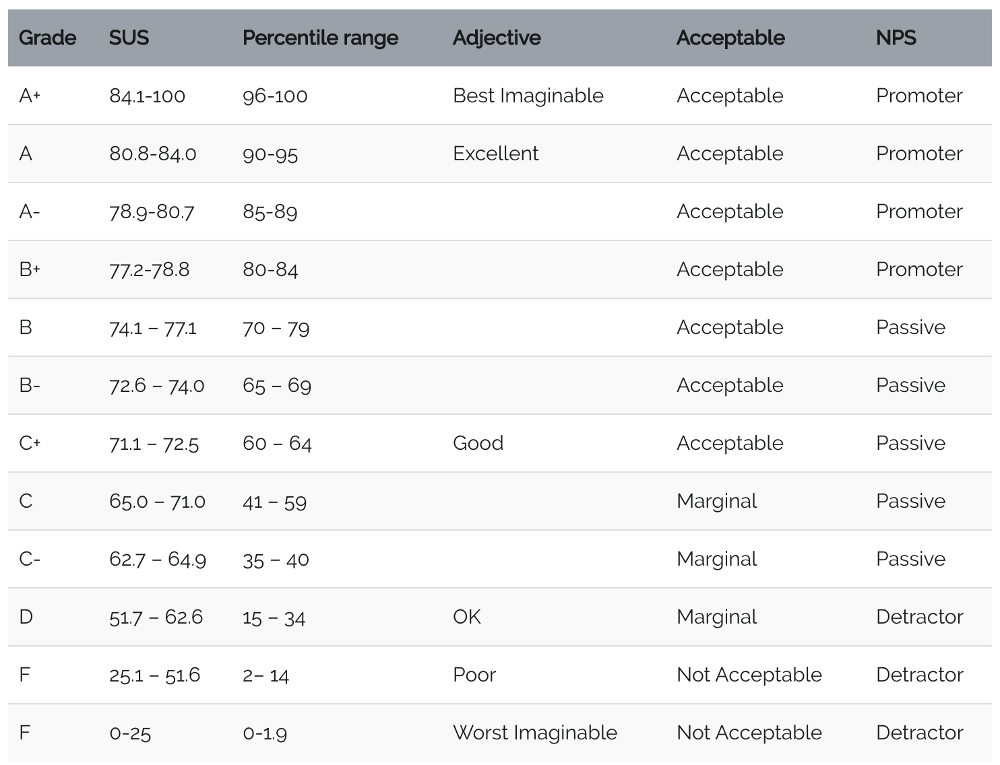 Grade SUS Percentile range Adjective Acceptable NPS
A+ 84.1-100 96-100 Best Imaginable Acceptable Promoter
A 80.8-84.0 90-95 Excellent Acceptable Promoter
A- 78.9-80.7 85-89 Acceptable Promoter
B+ 77.2-78.8 80-84 Acceptable Promoter
B 74.1 – 77.1 70 – 79 Acceptable Passive
B- 72.6 – 74.0 65 – 69 Acceptable Passive
C+ 71.1 – 72.5 60 – 64 Good Acceptable Passive
C 65.0 – 71.0 41 – 59 Marginal Passive
C- 62.7 – 64.9 35 – 40 Marginal Passive
D 51.7 – 62.6 15 – 34 OK Marginal Detractor
F 25.1 – 51.6 2– 14 Poor Not Acceptable Detractor
F 0-25 0-1.9 Worst Imaginable Not Acceptable Detractor